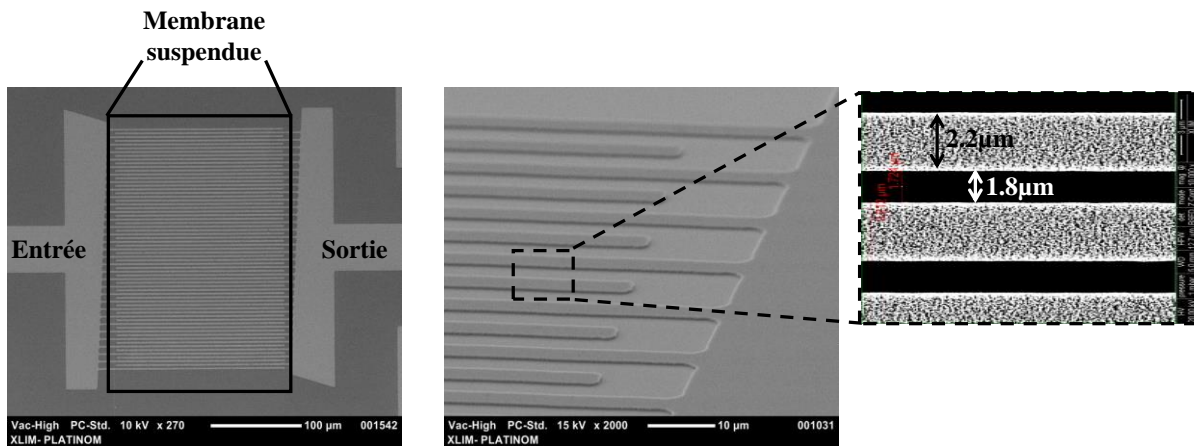 Membrane
suspendue
Entrée
Sortie
2.2µm
1.8µm
Vac-High PC-Std. 10 kV x 270 100 µm 001542
XLIM- PLATINOM
Vac-High PC-Std. 15 kV x 2000 10 µm 001031
XLIM- PLATINOM